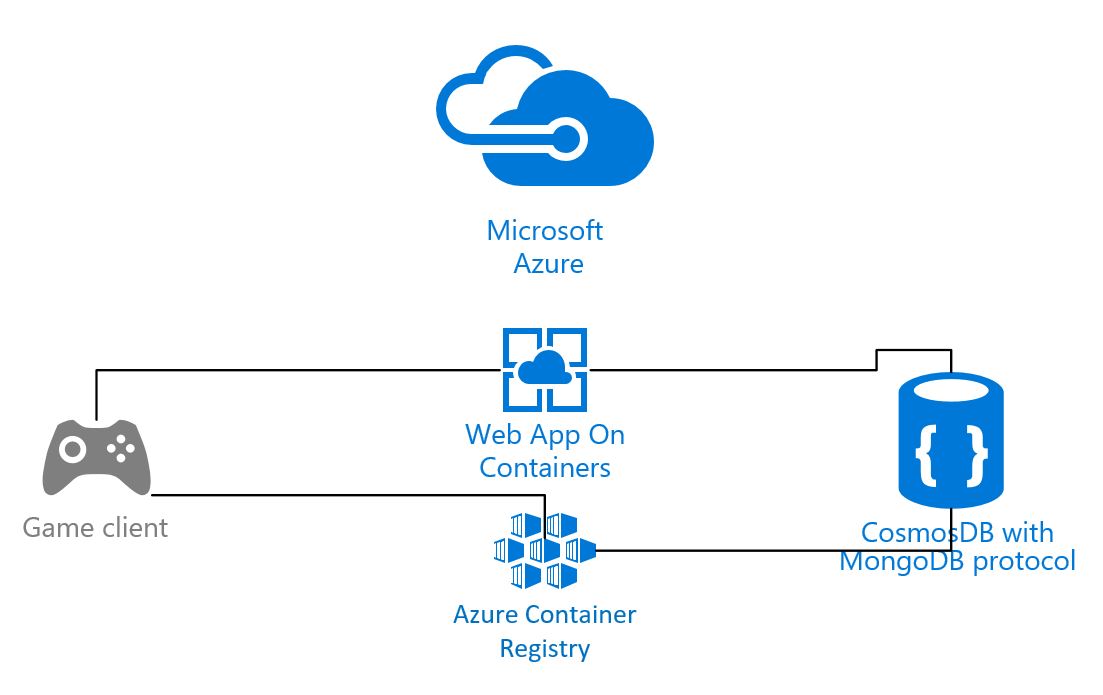 Microsoft
Azure
Web App On
Containers
Game client
CosmosDB with
MongoDB protocol
Azure Container
Registry